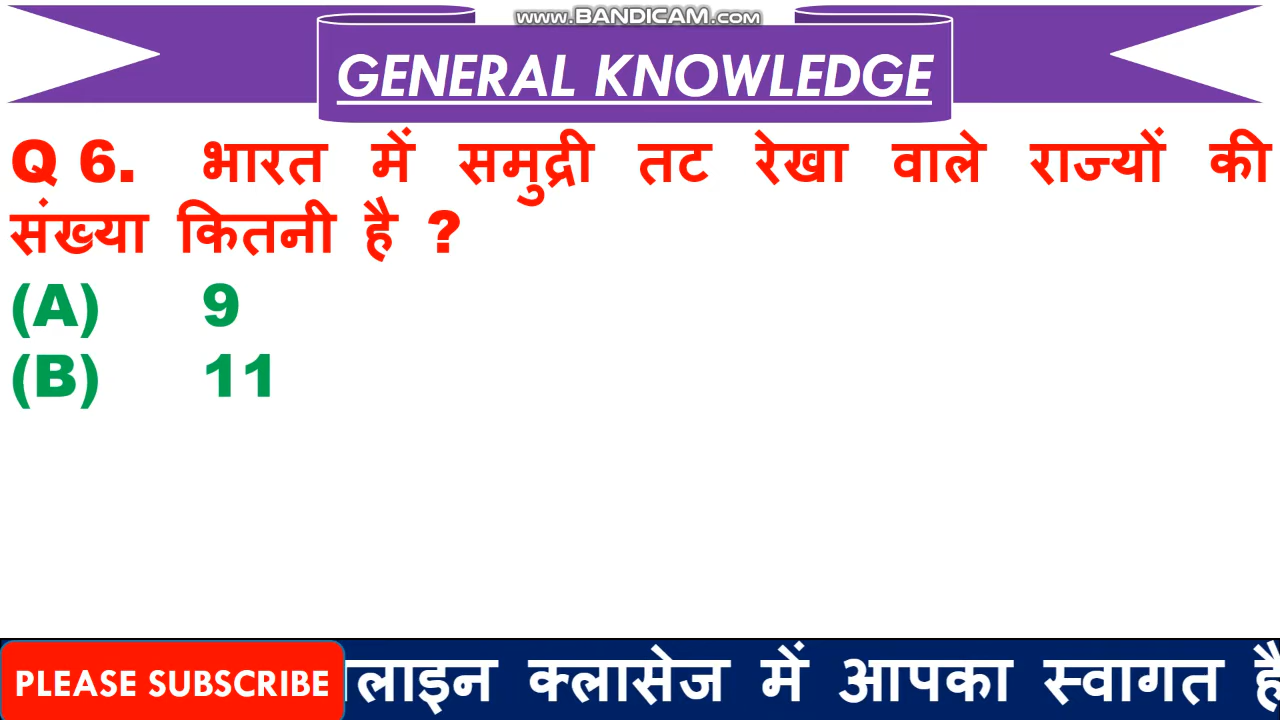 WWW.BANDICAM.COM
GENERAL KNOWLEDGE
Q 6. भारत में समुद्री तट रेखा वाले राज्यों की
संख्या कितनी है ?
(A) 9
(B) 11
PLEASE SUBSCRIBE लाइन क्लासेज में आपका स्वागत है